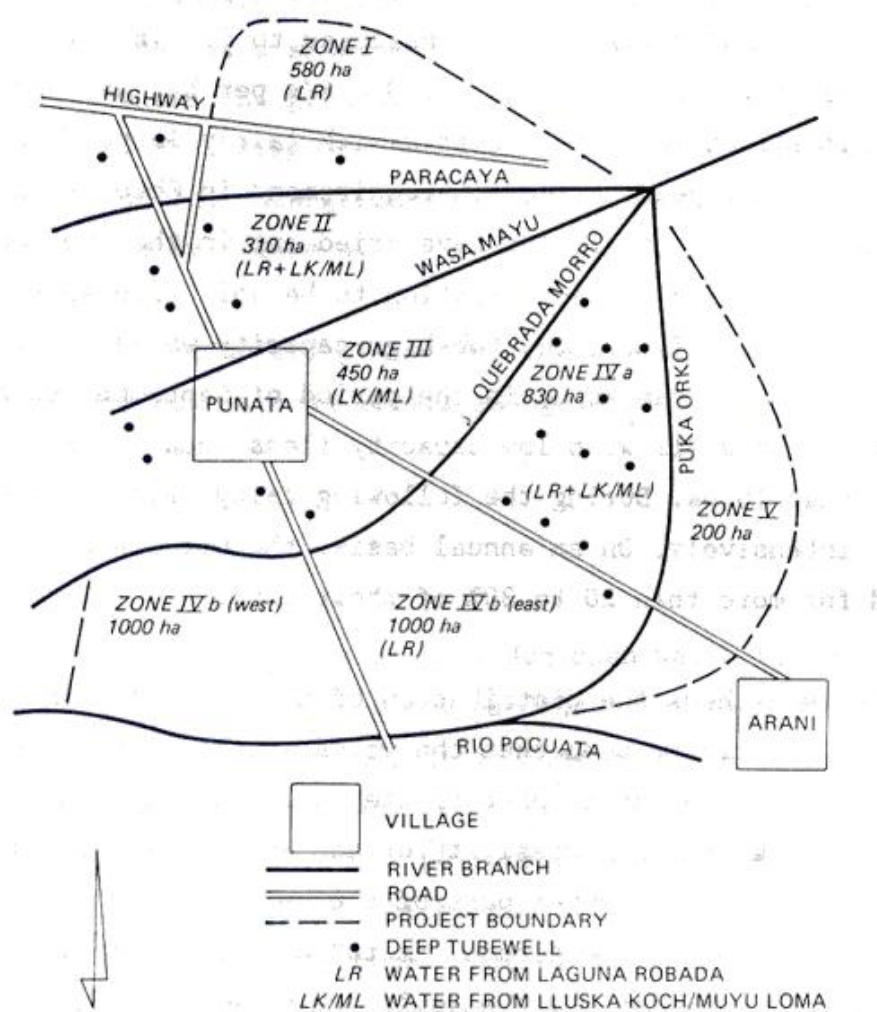 ZONE I
580 ha
(LR)
HIGHWAY
PARACAYA
ZONE II
310 ha
(LR+LK/ML)
WASA MAYU
QUEBRADA MORRO
ZONE III
450 ha
(LK/ML)
PUNATA
ZONE IV a
830 ha
(LR+LK/ML)
PUKA ORKO
ZONE V
200 ha
ZONE IV b (west)
1000 ha
ZONE IV b (east)
1000 ha
(LR)
ARANI
RIO POCUATA
VILLAGE
RIVER BRANCH
ROAD
PROJECT BOUNDARY
DEEP TUBEWELL
LR WATER FROM LAGUNA ROBADA
LK/ML WATER FROM LLUSKA KOCH/MUYU LOMA